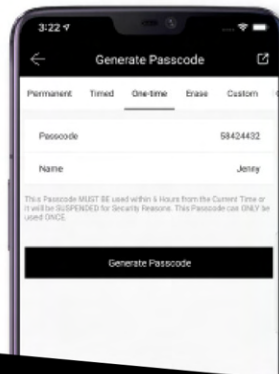 3:22
Generate Passcode
Permanent Timed One-time Erase Custom
Passcode 58424432
Name Jenny
This Passcode MUST BE used within 6 Hours from the Current Time or
it will be SUSPENDED for Security Reasons. This Passcode can ONLY be
used ONCE.
Generate Passcode